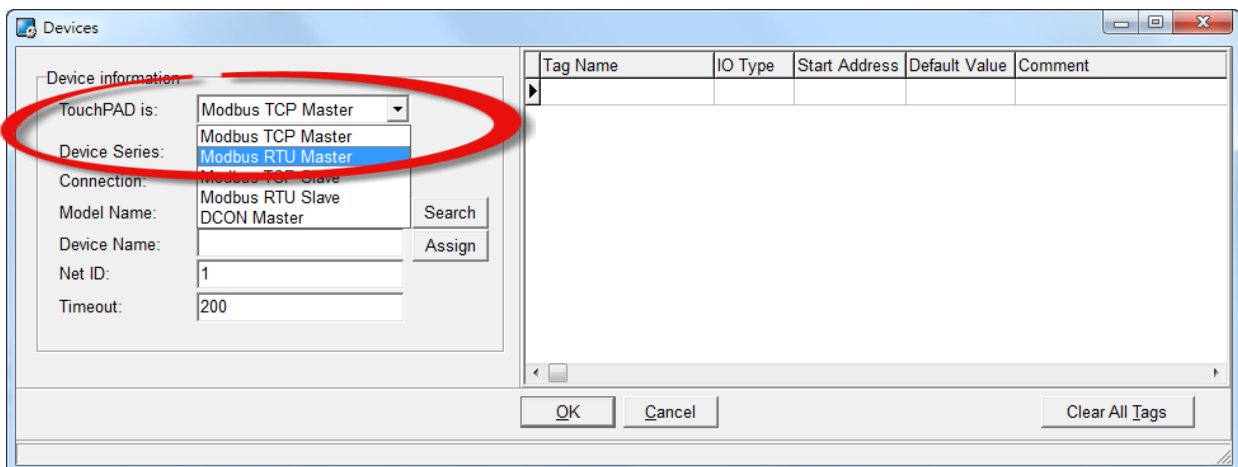 Devices
Device information
TouchPAD is: Modbus TCP Master
Modbus TCP Master
Device Series: Modbus RTU Master
Connection: Modbus TCP Slave
Modbus RTU Slave
Model Name: DCON Master Search
Device Name: Assign
Net ID: 1
Timeout: 200
Tag Name IO Type Start Address Default Value Comment
OK Cancel Clear All Tags